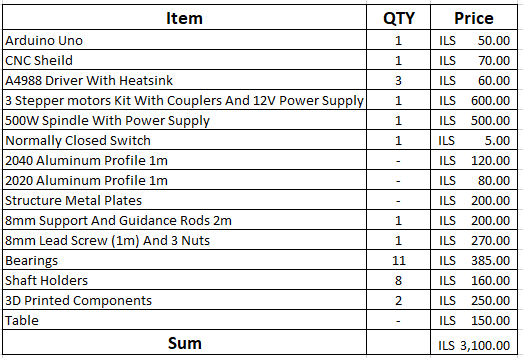 Item QTY Price
Arduino Uno 1 ILS 50.00
CNC Sheild 1 ILS 70.00
A4988 Driver With Heatsink 3 ILS 60.00
3 Stepper motors Kit With Couplers And 12V Power Supply 1 ILS 600.00
500W Spindle With Power Supply 1 ILS 500.00
Normally Closed Switch 1 ILS 5.00
2040 Aluminum Profile 1m - ILS 120.00
2020 Aluminum Profile 1m - ILS 80.00
Structure Metal Plates - ILS 200.00
8mm Support And Guidance Rods 2m 1 ILS 200.00
8mm Lead Screw (1m) And 3 Nuts 1 ILS 270.00
Bearings 11 ILS 385.00
Shaft Holders 8 ILS 160.00
3D Printed Components 2 ILS 250.00
Table - ILS 150.00
Sum ILS 3,100.00